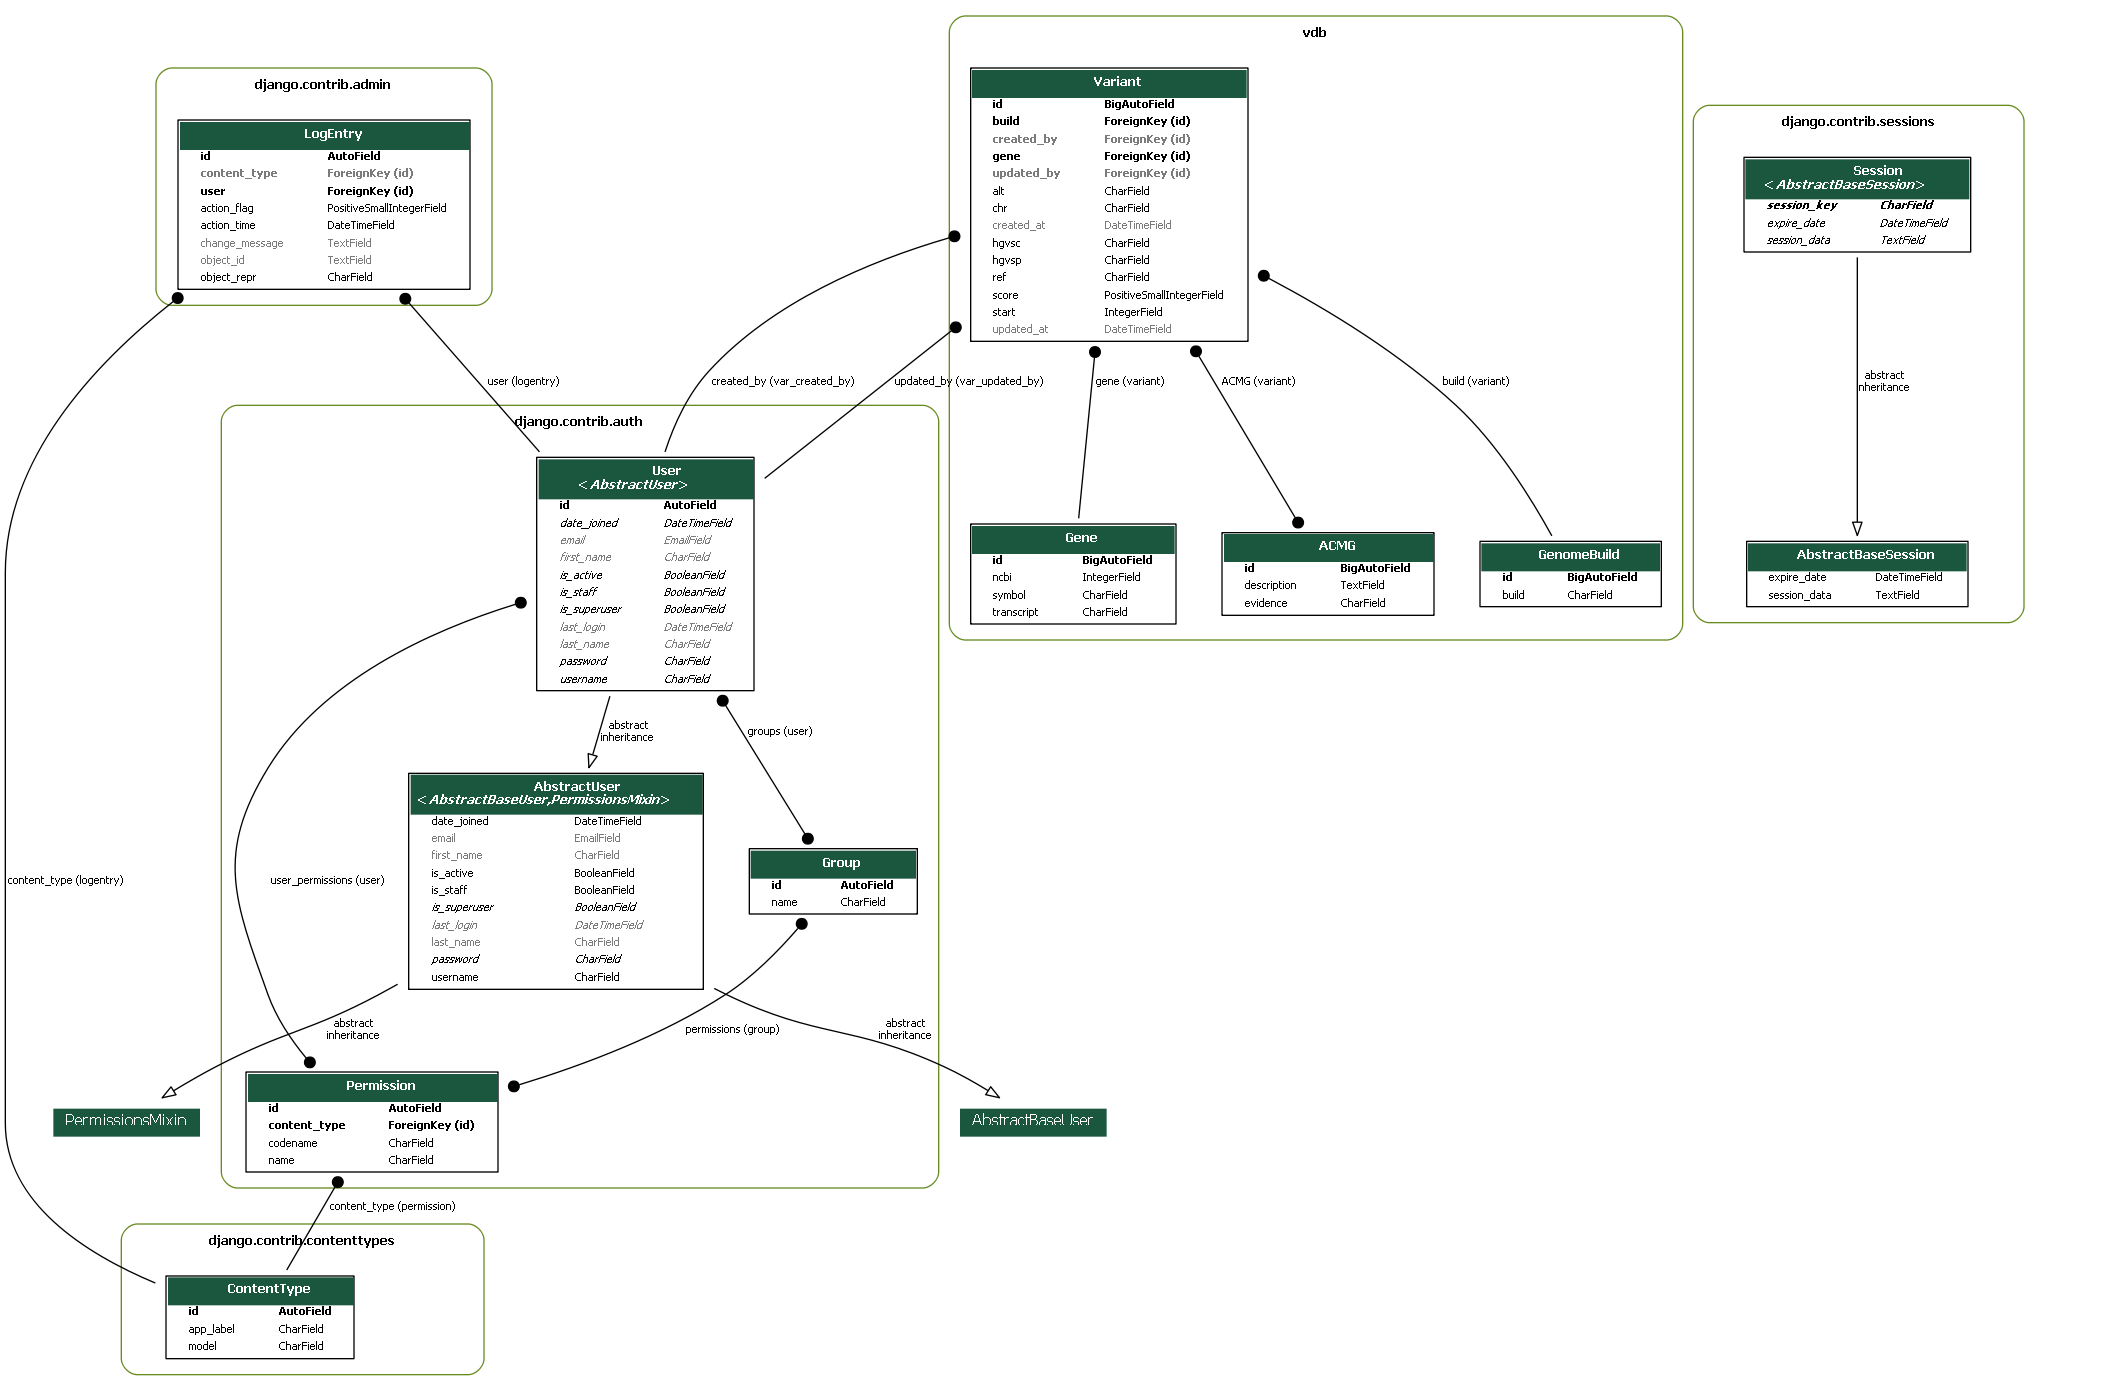 django.contrib.admin
LogEntry
id AutoField
content_type ForeignKey (id)
user ForeignKey (id)
action_flag PositiveSmallIntegerField
action_time DateTimeField
change_message TextField
object_id TextField
object_repr CharField
vdb
Variant
id BigAutoField
build ForeignKey (id)
created_by ForeignKey (id)
gene ForeignKey (id)
updated_by ForeignKey (id)
alt CharField
chr CharField
created_at DateTimeField
hgvsc CharField
hgvsp CharField
ref CharField
score PositiveSmallIntegerField
start IntegerField
updated_at DateTimeField
django.contrib.sessions
Session
<AbstractBaseSession>
session_key CharField
expire_date DateTimeField
session_data TextField
user (logentry)
created_by (var_created_by)
updated_by (var_updated_by)
gene (variant)
ACMG (variant)
build (variant)
abstract
inheritance
django.contrib.auth
User
<AbstractUser>
id AutoField
date_joined DateTimeField
email EmailField
first_name CharField
is_active BooleanField
is_staff BooleanField
is_superuser BooleanField
last_login DateTimeField
last_name CharField
password CharField
username CharField
Gene
id BigAutoField
ncbi IntegerField
symbol CharField
transcript CharField
ACMG
id BigAutoField
description TextField
evidence CharField
GenomeBuild
id BigAutoField
build CharField
AbstractBaseSession
expire_date DateTimeField
session_data TextField
abstract
inheritance
groups (user)
AbstractUser
<AbstractBaseUser,PermissionsMixin>
date_joined DateTimeField
email EmailField
first_name CharField
is_active BooleanField
is_staff BooleanField
is_superuser BooleanField
last_login DateTimeField
last_name CharField
password CharField
username CharField
Group
id AutoField
name CharField
content_type (logentry)
user_permissions (user)
abstract
inheritance
permissions (group)
abstract
inheritance
PermissionsMixin
Permission
id AutoField
content_type ForeignKey (id)
codename CharField
name CharField
AbstractBaseUser
content_type (permission)
django.contrib.contenttypes
ContentType
id AutoField
app_label CharField
model CharField